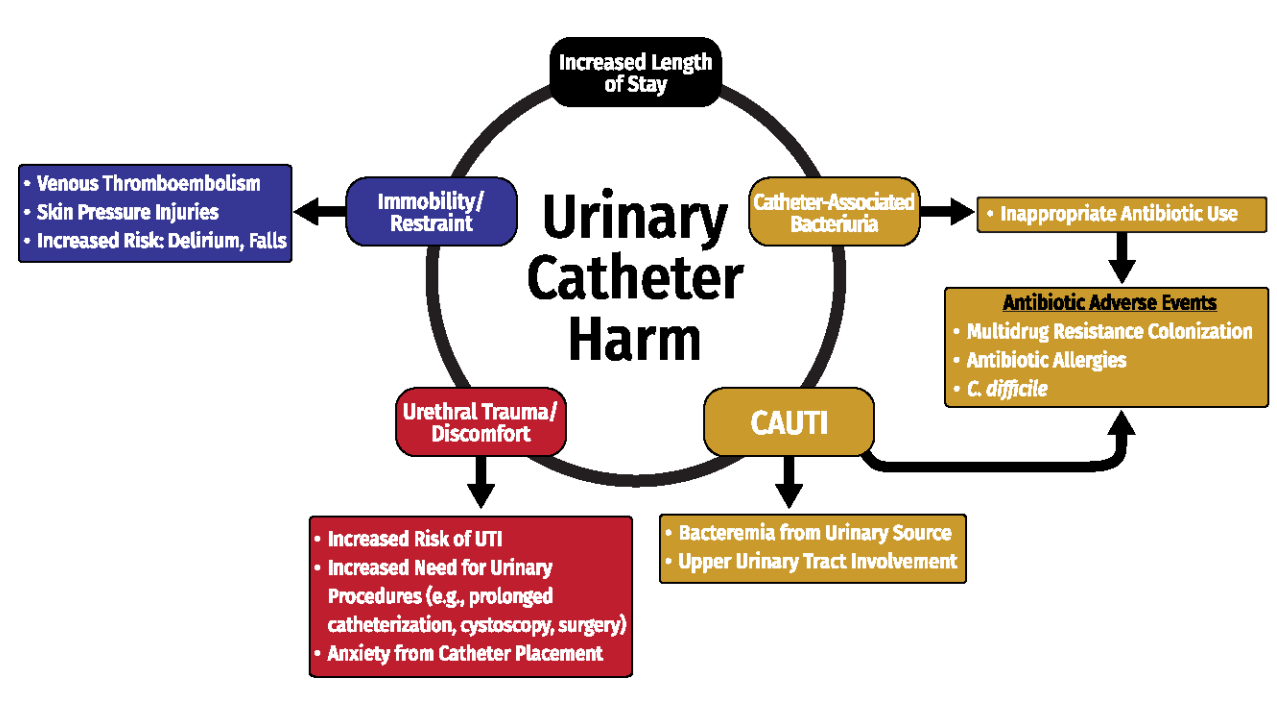 Increased Length
of Stay
Urinary
Catheter
Harm
Immobility/
Restraint
• Venous Thromboembolism
• Skin Pressure Injuries
• Increased Risk: Delirium, Falls
Catheter-Associated
Bacteriuria
• Inappropriate Antibiotic Use
Antibiotic Adverse Events
• Multidrug Resistance Colonization
• Antibiotic Allergies
• C. difficile
Urethral Trauma/
Discomfort
• Increased Risk of UTI
• Increased Need for Urinary
Procedures (e.g., prolonged
catheterization, cystoscopy, surgery)
• Anxiety from Catheter Placement
CAUTI
• Bacteremia from Urinary Source
• Upper Urinary Tract Involvement